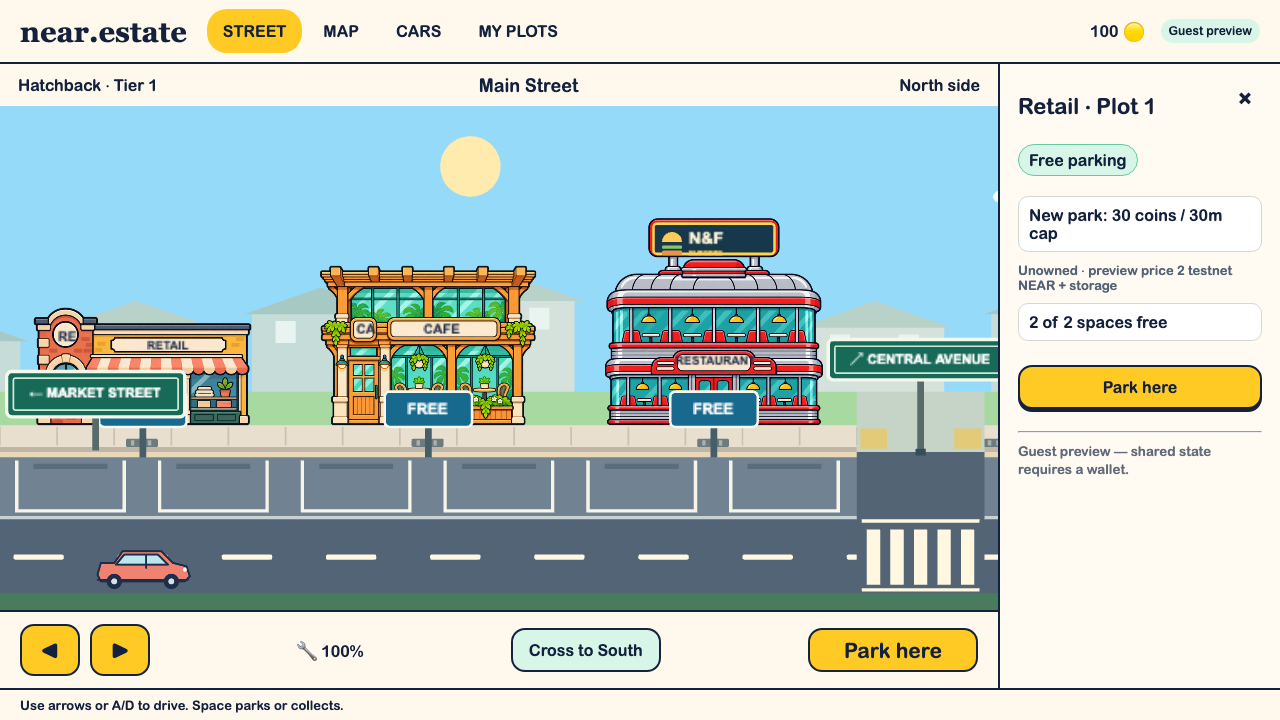 near.estate
STREET
MAP
CARS
MY PLOTS
100
Guest preview
Hatchback · Tier 1
Main Street
North side
N&F
RE
RETAIL
CA
CAFE
RESTAURAN
← MARKET STREET
FREE
FREE
↗ CENTRAL AVENUE
100%
Cross to South
Park here
Use arrows or A/D to drive. Space parks or collects.
Retail · Plot 1
×
Free parking
New park: 30 coins / 30m
cap
Unowned · preview price 2 testnet
NEAR + storage
2 of 2 spaces free
Park here
Guest preview — shared state
requires a wallet.